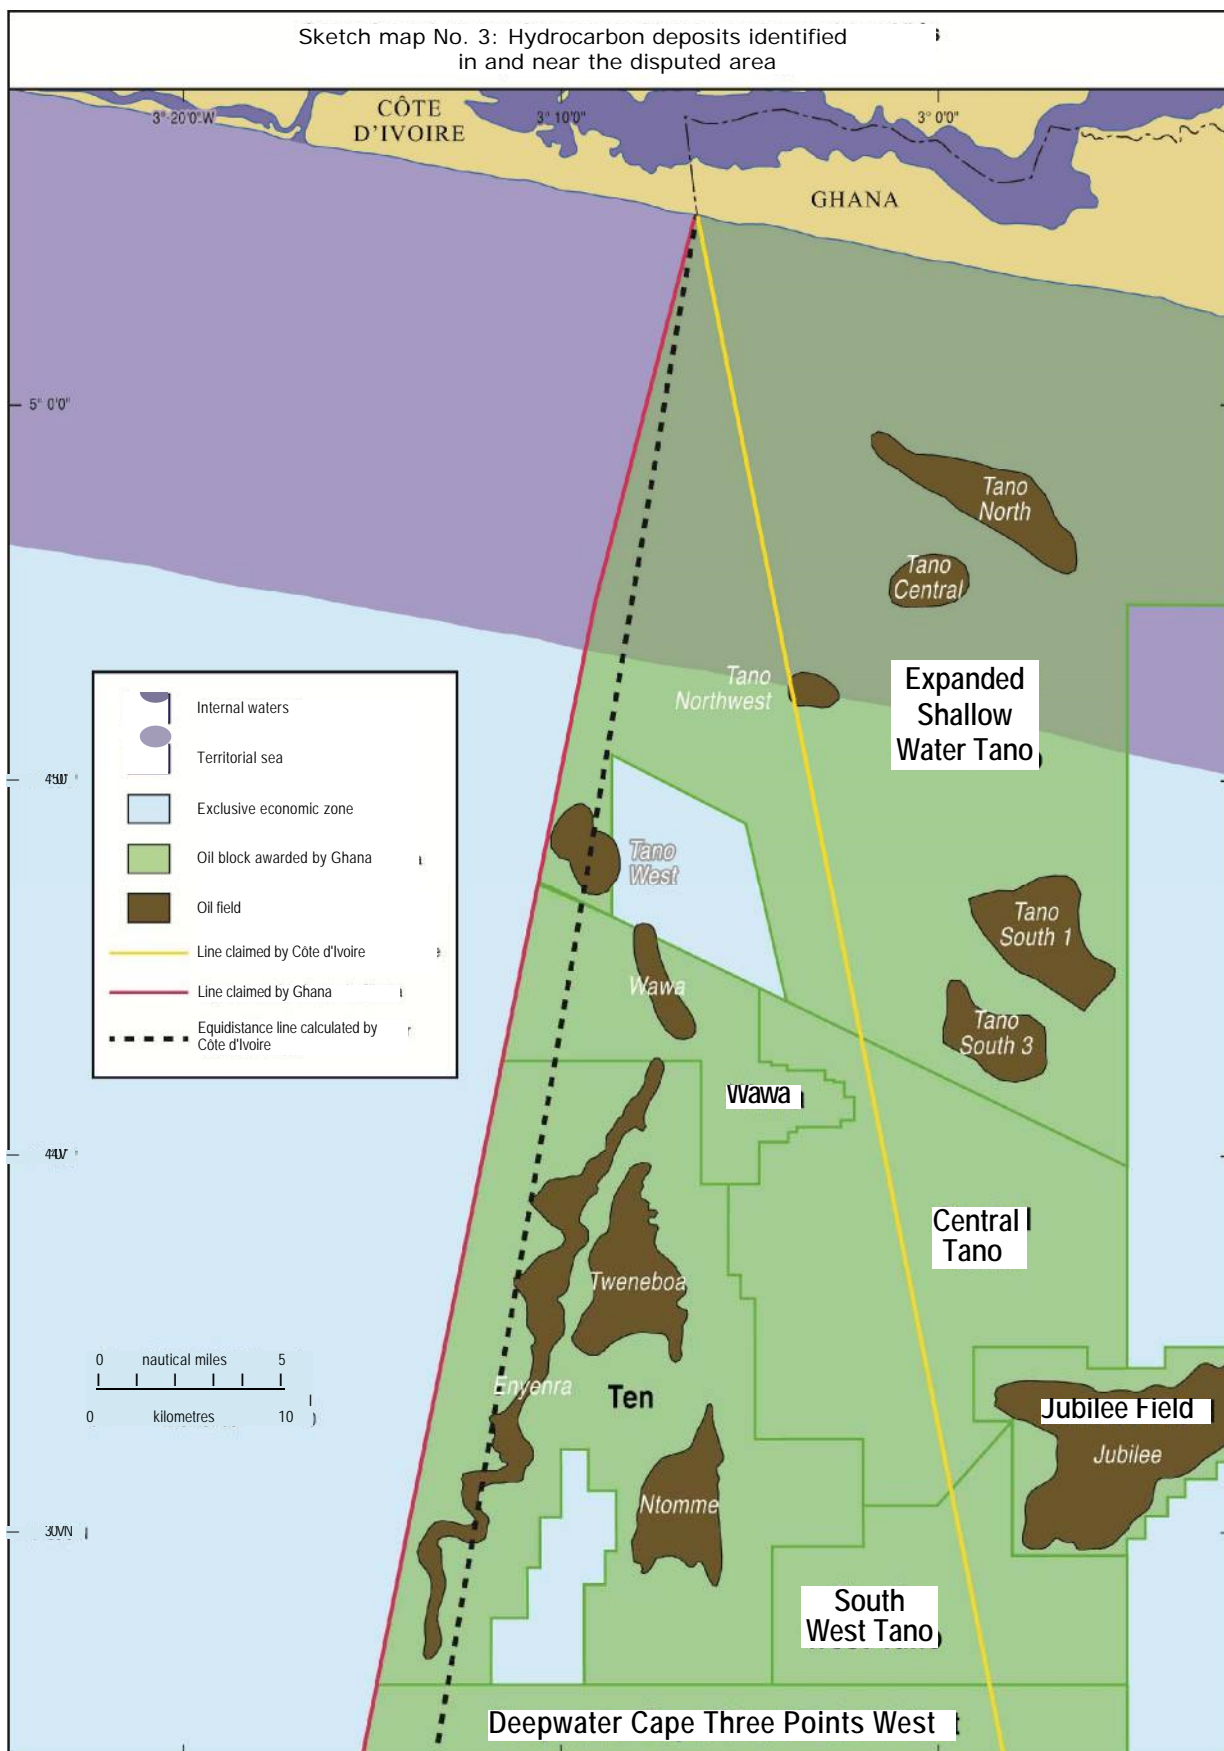 Sketch map No. 3: Hydrocarbon deposits identified
in and near the disputed area
3° 20'0"W
CÔTE
D'IVOIRE
3° 10'0"
3° 0'0"
GHANA
5° 0'0"
Tano
North
Tano
Central
Tano
Northwest
Expanded
Shallow
Water Tano
Internal waters
Territorial sea
Exclusive economic zone
Oil block awarded by Ghana
Oil field
Line claimed by Côte d'Ivoire
Line claimed by Ghana
Equidistance line calculated by
Côte d'Ivoire
Tano
West
Tano
South 1
Wawa
Tano
South 3
Wawa
Central
Tano
Tweneboa
0 nautical miles 5
0 kilometres 10
Enyenra
Ten
Jubilee Field
Jubilee
Ntomme
South
West Tano
Deepwater Cape Three Points West